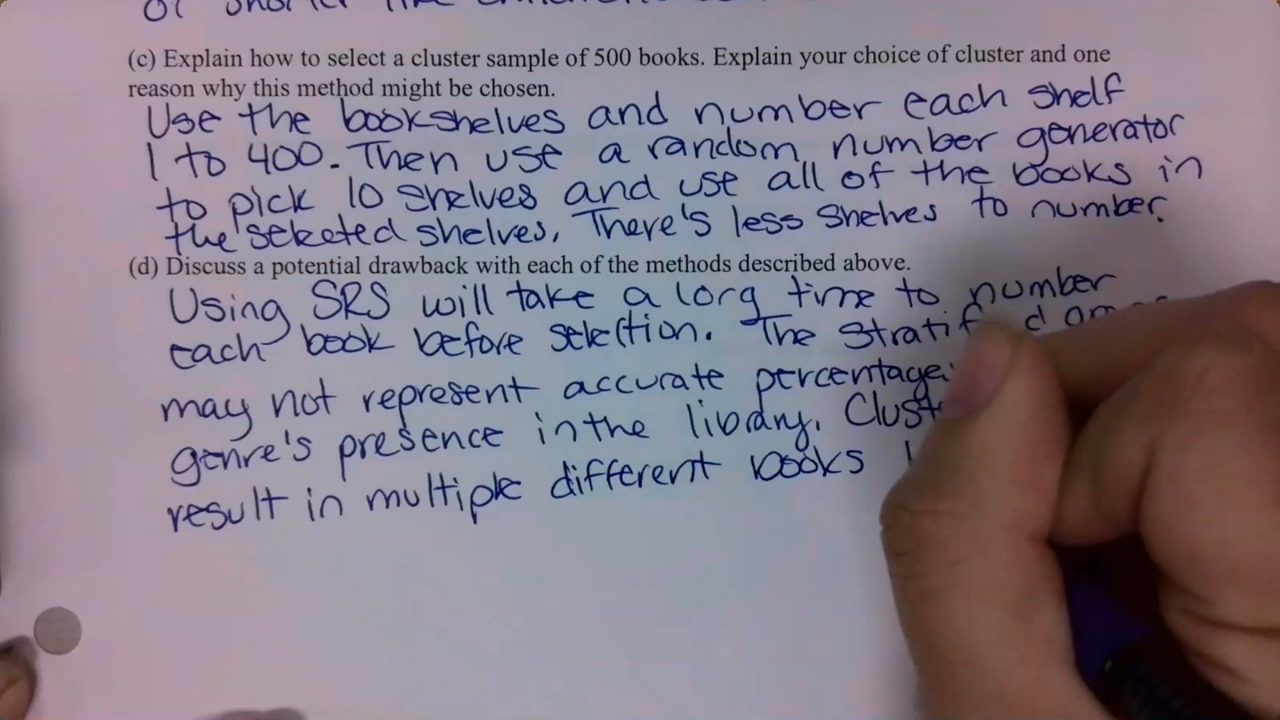 or shorter like
(c) Explain how to select a cluster sample of 500 books. Explain your choice of cluster and one
reason why this method might be chosen.
Use the bookshelves and number each shelf
1 to 400. Then use a random number generator
to pick 10 shelves and use all of the books in
the selected shelves. There's less shelves to number.
(d) Discuss a potential drawback with each of the methods described above.
Using SRS will take a long time to number
each book before selection. The
may not represent accurate
genre's presence in the library.
result in multiple different books